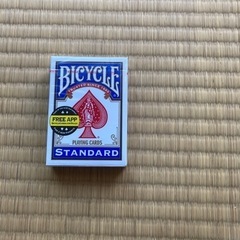 BICYCLE
FREE APP
PLAYING CARDS
STANDARD